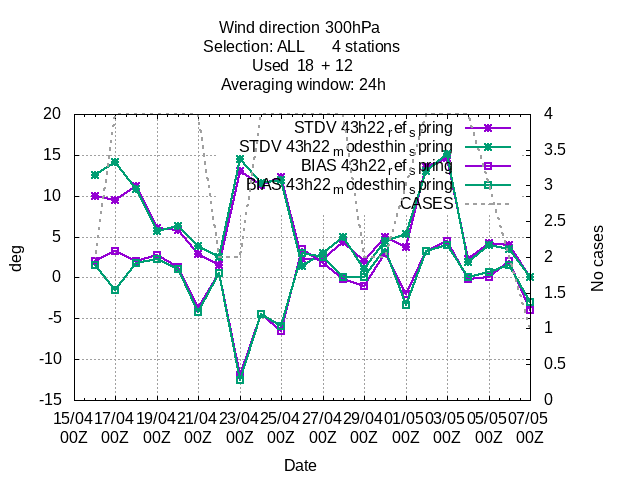 Wind direction 300hPa
Selection: ALL 4 stations
Used 18 + 12
Averaging window: 24h
STDV 43h22_ref_spring
STDV 43h22_modesthin_spring
BIAS 43h22_ref_spring
BIAS 43h22_modesthin_spring
CASES
20
15
10
5
0
-5
-10
-15
deg
4
3.5
3
2.5
2
1.5
1
0.5
0
No cases
15/04 17/04 19/04 21/04 23/04 25/04 27/04 29/04 01/05 03/05 05/05 07/05
00Z 00Z 00Z 00Z 00Z 00Z 00Z 00Z 00Z 00Z 00Z 00Z
Date